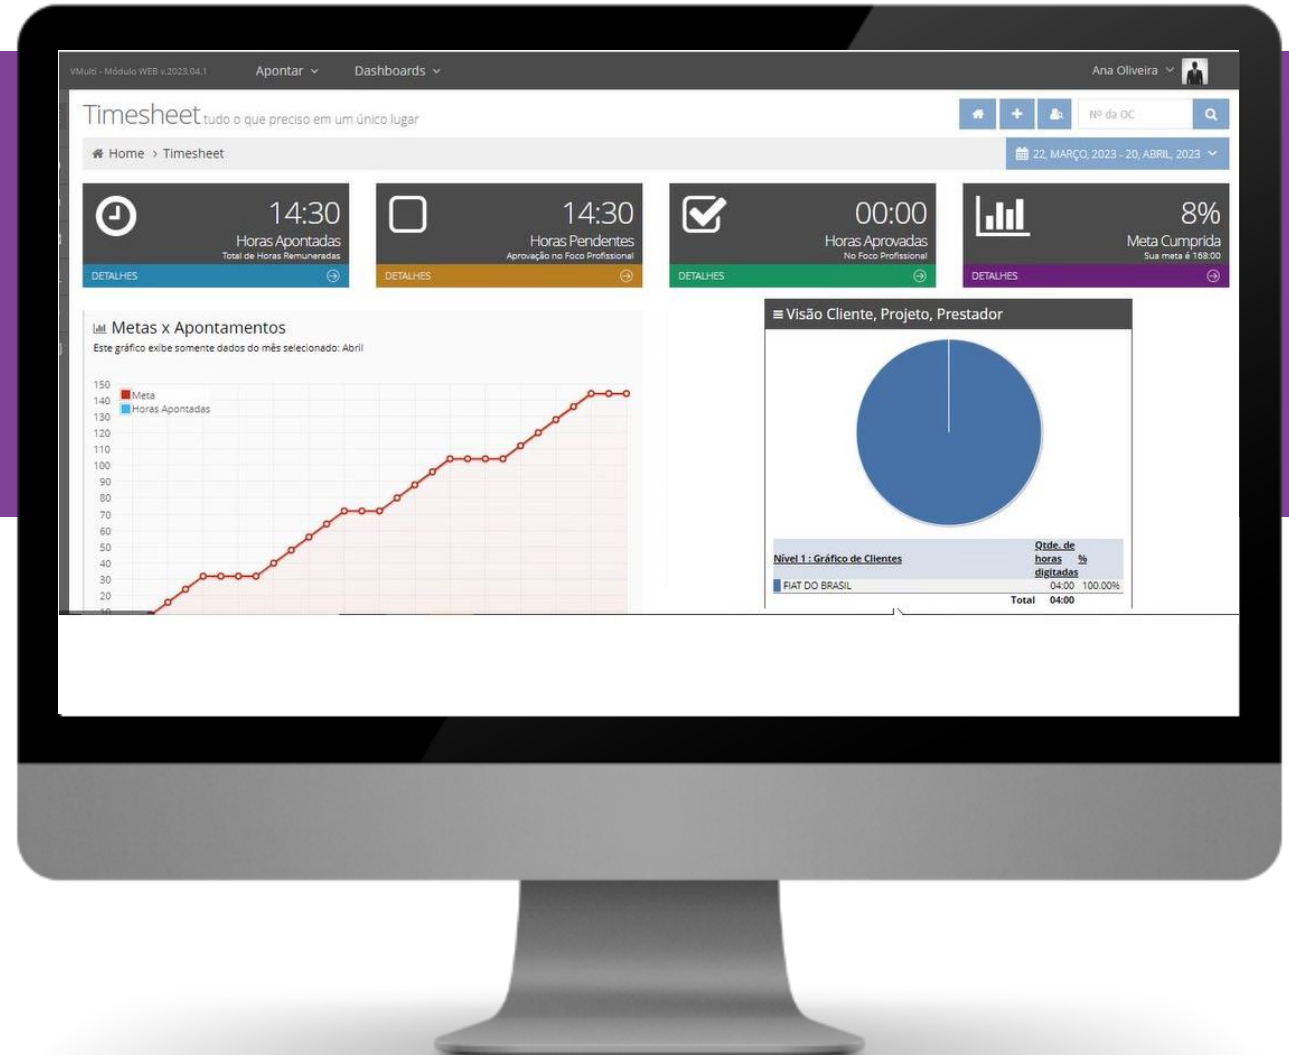 VMulti - Módulo WEB v.2023.04.1
Apontar
Dashboards
Ana Oliveira
Timesheet tudo o que preciso em um único lugar
Nº da OC
Home > Timesheet
22, MARÇO, 2023 - 20, ABRIL, 2023
14:30
Horas Apontadas
Total de Horas Remuneradas
DETALHES
14:30
Horas Pendentes
Aprovação no Foco Profissional
DETALHES
00:00
Horas Aprovadas
No Foco Profissional
DETALHES
8%
Meta Cumprida
Sua meta é 168:00
DETALHES
Metas x Apontamentos
Este gráfico exibe somente dados do mês selecionado: Abril
150
140
130
120
110
100
90
80
70
60
50
40
30
20
10
Meta
Horas Apontadas
Visão Cliente, Projeto, Prestador
Nível 1 : Gráfico de Clientes
Qtde. de
horas %
digitadas
FIAT DO BRASIL 04:00 100.00%
Total 04:00